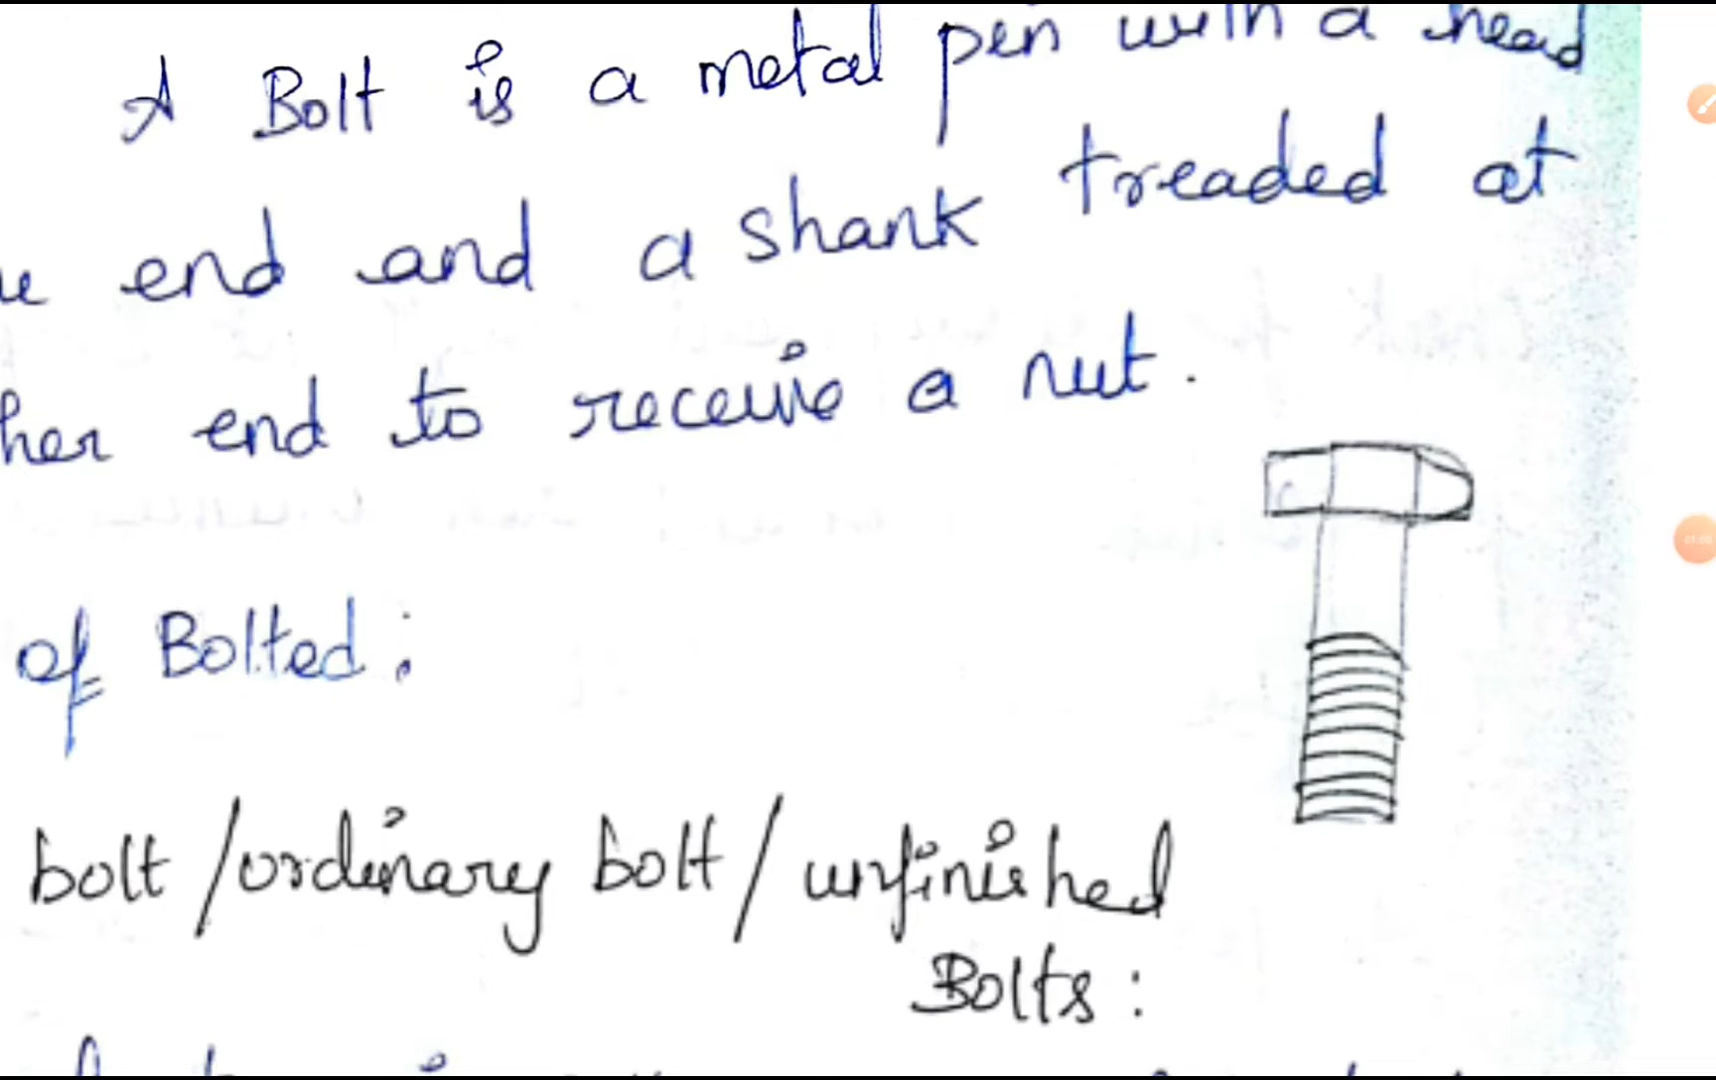 A Bolt is a metal pen with a head
end and a shank treaded at
her end to receive a nut.
of Bolted:
bolt / ordinary bolt / unfinished
Bolts: